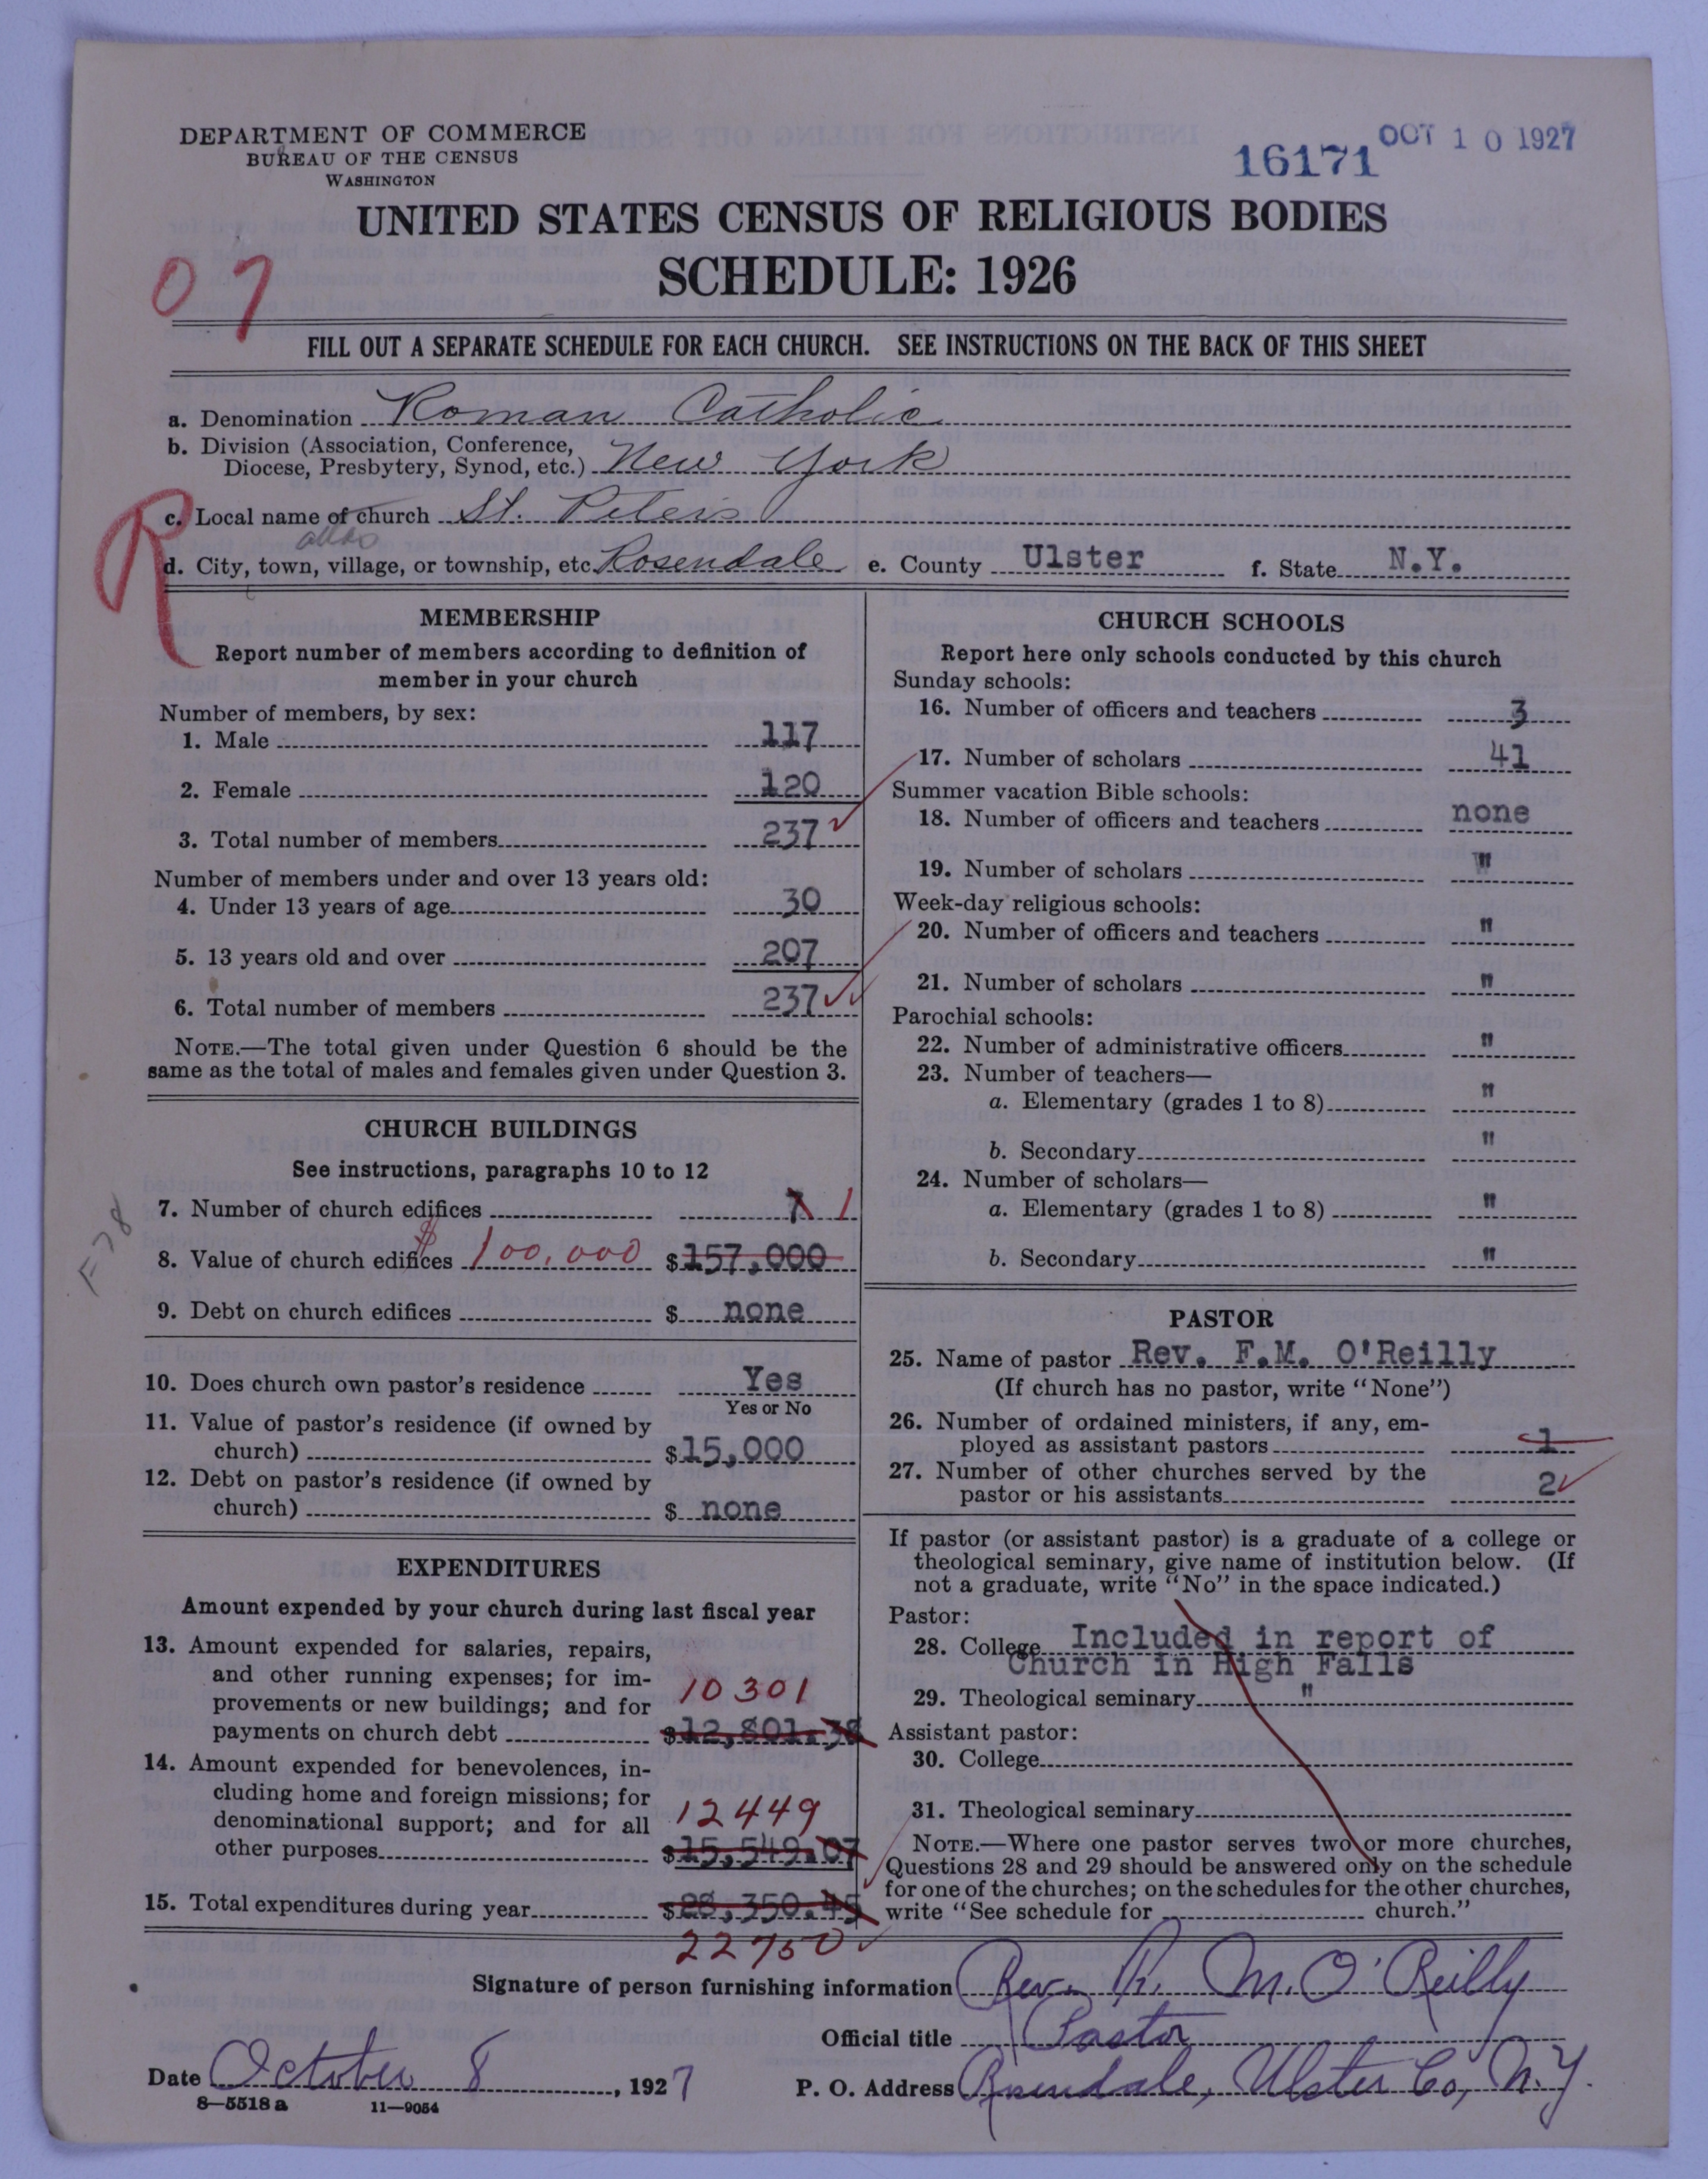 DEPARTMENT OF COMMERCE
BUREAU OF THE CENSUS
WASHINGTON
16171 OCT 10 1927
UNITED STATES CENSUS OF RELIGIOUS BODIES
SCHEDULE: 1926
07
FILL OUT A SEPARATE SCHEDULE FOR EACH CHURCH. SEE INSTRUCTIONS ON THE BACK OF THIS SHEET
a. Denomination Roman Catholic
b. Division (Association, Conference,
Diocese, Presbytery, Synod, etc.) New York
R
c. Local name of church St. Peters
d. City, town, village, or township, etc. Rosendale e. County Ulster f. State N.Y.
MEMBERSHIP
Report number of members according to definition of
member in your church
Number of members, by sex:
1. Male 117
2. Female 120
3. Total number of members 237
Number of members under and over 13 years old:
4. Under 13 years of age 30
5. 13 years old and over 207
6. Total number of members 237
NOTE.—The total given under Question 6 should be the
same as the total of males and females given under Question 3.
CHURCH BUILDINGS
See instructions, paragraphs 10 to 12
7. Number of church edifices 1
8. Value of church edifices $100,000 $157,000
9. Debt on church edifices $ none
10. Does church own pastor's residence Yes
Yes or No
11. Value of pastor's residence (if owned by
church) $15,000
12. Debt on pastor's residence (if owned by
church) $ none
EXPENDITURES
Amount expended by your church during last fiscal year
13. Amount expended for salaries, repairs,
and other running expenses; for im-
provements or new buildings; and for 10301
payments on church debt $12,801.38
14. Amount expended for benevolences, in-
cluding home and foreign missions; for
denominational support; and for all 12449
other purposes $15,549.07
15. Total expenditures during year $28,350.45
22750
CHURCH SCHOOLS
Report here only schools conducted by this church
Sunday schools:
16. Number of officers and teachers 3
17. Number of scholars 41
Summer vacation Bible schools:
18. Number of officers and teachers none
19. Number of scholars "
Week-day religious schools:
20. Number of officers and teachers "
21. Number of scholars "
Parochial schools:
22. Number of administrative officers "
23. Number of teachers—
a. Elementary (grades 1 to 8) "
b. Secondary "
24. Number of scholars—
a. Elementary (grades 1 to 8) "
b. Secondary "
PASTOR
25. Name of pastor Rev. F.M. O'Reilly
(If church has no pastor, write "None")
26. Number of ordained ministers, if any, em-
ployed as assistant pastors 1
27. Number of other churches served by the
pastor or his assistants 2
If pastor (or assistant pastor) is a graduate of a college or
theological seminary, give name of institution below. (If
not a graduate, write "No" in the space indicated.)
Pastor:
28. College Included in report of
Church in High Falls
29. Theological seminary "
Assistant pastor:
30. College
31. Theological seminary
NOTE.—Where one pastor serves two or more churches,
Questions 28 and 29 should be answered only on the schedule
for one of the churches; on the schedules for the other churches,
write "See schedule for church."
Signature of person furnishing information Rev. M. O'Reilly
Official title Pastor
Date October 8, 1927 P. O. Address Rosendale, Ulster Co, N.Y.
8—5518 a 11—9054